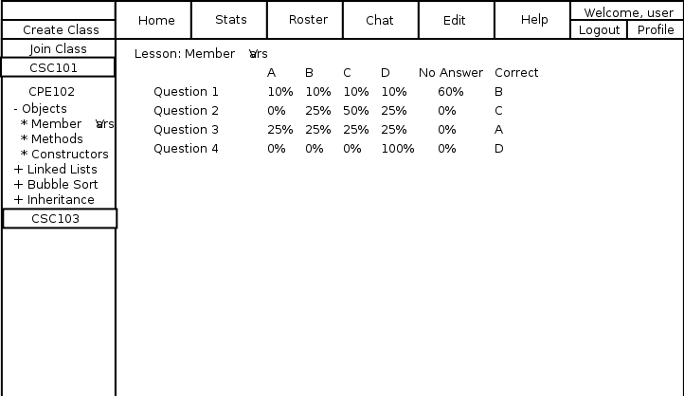 Home Stats Roster Chat Edit Help
Welcome, user
Logout Profile
Create Class
Join Class
CSC101
CPE102
- Objects
* Member Vars
* Methods
* Constructors
+ Linked Lists
+ Bubble Sort
+ Inheritance
CSC103
Lesson: Member Vars
A B C D No Answer Correct
Question 1 10% 10% 10% 10% 60% B
Question 2 0% 25% 50% 25% 0% C
Question 3 25% 25% 25% 25% 0% A
Question 4 0% 0% 0% 100% 0% D